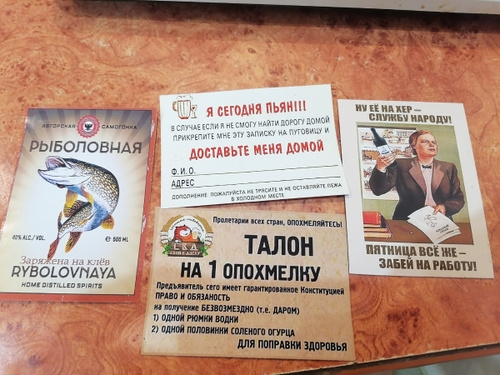 АВТОРСКАЯ САМОГОНКА
РЫБОЛОВНАЯ
40% ALC./ VOL. 500 ML
Заряжена на клёв
RYBOLOVNAYA
HOME DISTILLED SPIRITS
Я СЕГОДНЯ ПЬЯН!!!
В СЛУЧАЕ ЕСЛИ Я НЕ СМОГУ НАЙТИ ДОРОГУ ДОМОЙ
ПРИКРЕПИТЕ МНЕ ЭТУ ЗАПИСКУ НА ПУГОВИЦУ И
ДОСТАВЬТЕ МЕНЯ ДОМОЙ
Ф.И.О.
АДРЕС
ДОПОЛНЕНИЕ: ПОЖАЛУЙСТА НЕ ТРЯСИТЕ И НЕ ОСТАВЛЯЙТЕ ЛЕЖА
В ХОЛОДНОМ МЕСТЕ
Пролетарии всех стран, ОПОХМЕЛЯЙТЕСЬ!
ТАЛОН
НА 1 ОПОХМЕЛКУ
Предъявитель сего имеет гарантированное Конституцией
ПРАВО И ОБЯЗАНОСТЬ
на получение БЕЗВОЗМЕЗДНО (т.е. ДАРОМ)
1) ОДНОЙ РЮМКИ ВОДКИ
2) ОДНОЙ ПОЛОВИНКИ СОЛЕНОГО ОГУРЦА
ДЛЯ ПОПРАВКИ ЗДОРОВЬЯ
НУ ЕЁ НА ХЕР –
СЛУЖБУ НАРОДУ!
ПЯТНИЦА ВСЁ ЖЕ –
ЗАБЕЙ НА РАБОТУ!